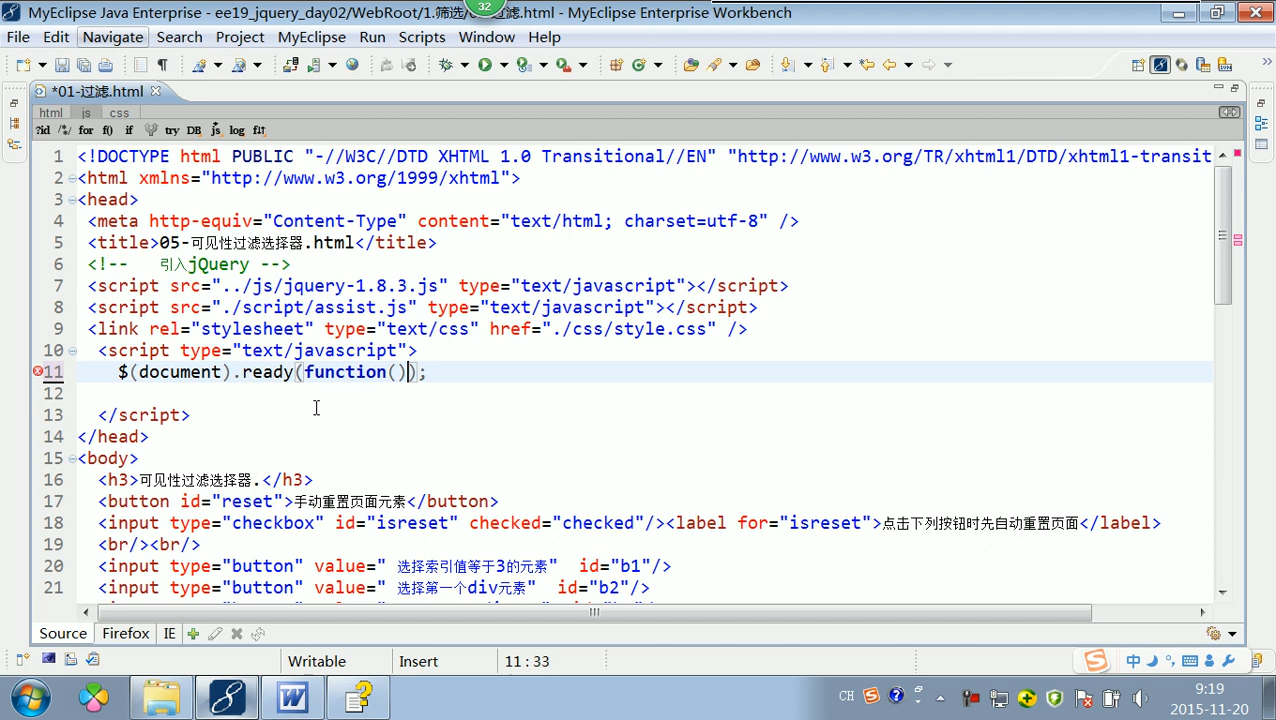 MyEclipse Java Enterprise - ee19_jquery_day02/WebRoot/1.筛选/
过滤.html - MyEclipse Enterprise Workbench
32
File Edit Navigate Search Project MyEclipse Run Scripts Window Help
*01-过滤.html
html js css
?id /*/ for f() if try DB js log
1 <!DOCTYPE html PUBLIC "-//W3C//DTD XHTML 1.0 Transitional//EN" "http://www.w3.org/TR/xhtml1/DTD/xhtml1-transit
2 <html xmlns="http://www.w3.org/1999/xhtml">
3 <head>
4 <meta http-equiv="Content-Type" content="text/html; charset=utf-8" />
5 <title>05-可见性过滤选择器.html</title>
6 <!-- 引入jQuery -->
7 <script src="../js/jquery-1.8.3.js" type="text/javascript"></script>
8 <script src="./script/assist.js" type="text/javascript"></script>
9 <link rel="stylesheet" type="text/css" href="./css/style.css" />
10 <script type="text/javascript">
11 $(document).ready(function());
12
13 </script>
14 </head>
15 <body>
16 <h3>可见性过滤选择器.</h3>
17 <button id="reset">手动重置页面元素</button>
18 <input type="checkbox" id="isreset" checked="checked"/><label for="isreset">点击下列按钮时先自动重置页面</label>
19 <br/><br/>
20 <input type="button" value=" 选择索引值等于3的元素" id="b1"/>
21 <input type="button" value=" 选择第一个div元素" id="b2"/>
Source Firefox IE
Writable Insert 11 : 33
中
CH
9:19
2015-11-20